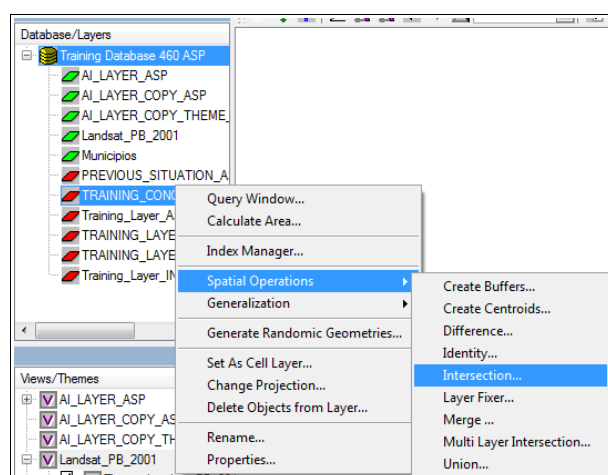 Database/Layers
Training Database 460 ASP
AI_LAYER_ASP
AI_LAYER_COPY_ASP
AI_LAYER_COPY_THEME_
Landsat_PB_2001
Municipios
PREVIOUS_SITUATION_A
TRAINING_CONC
Training_Layer_A
TRAINING_LAYE
TRAINING_LAYE
Training_Layer_IN
Query Window...
Calculate Area...
Index Manager...
Spatial Operations
Generalization
Generate Randomic Geometries...
Set As Cell Layer...
Change Projection...
Delete Objects from Layer...
Rename...
Properties...
Create Buffers...
Create Centroids...
Difference...
Identity...
Intersection...
Layer Fixer...
Merge ...
Multi Layer Intersection...
Union...
Views/Themes
V AI_LAYER_ASP
V AI_LAYER_COPY_AS
V AI_LAYER_COPY_TH
V Landsat_PB_2001